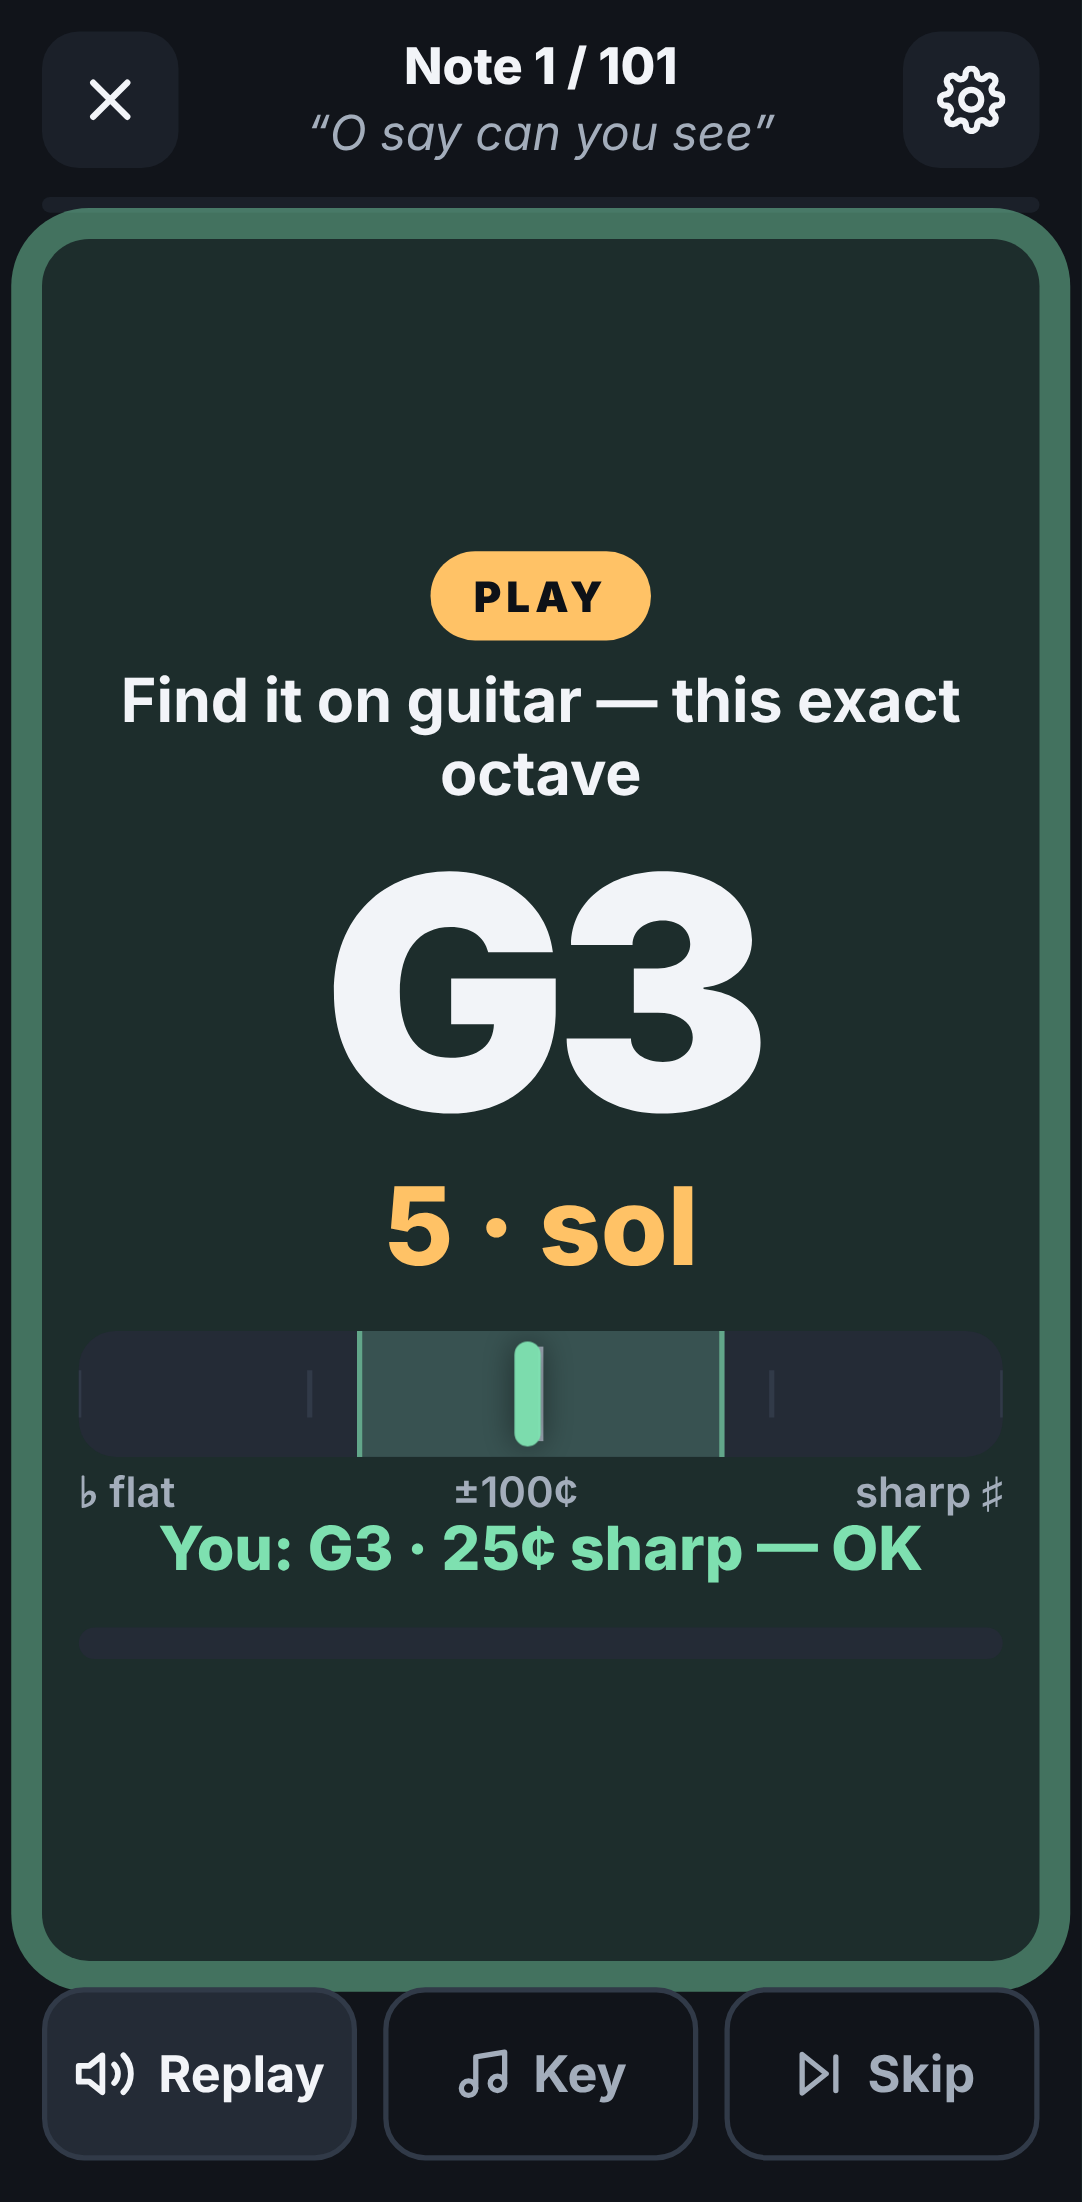 Note 1 / 101
“O say can you see”
PLAY
Find it on guitar — this exact
octave
G3
5 · sol
♭ flat
±100¢
sharp ♯
You: G3 · 25¢ sharp — OK
Replay
Key
Skip